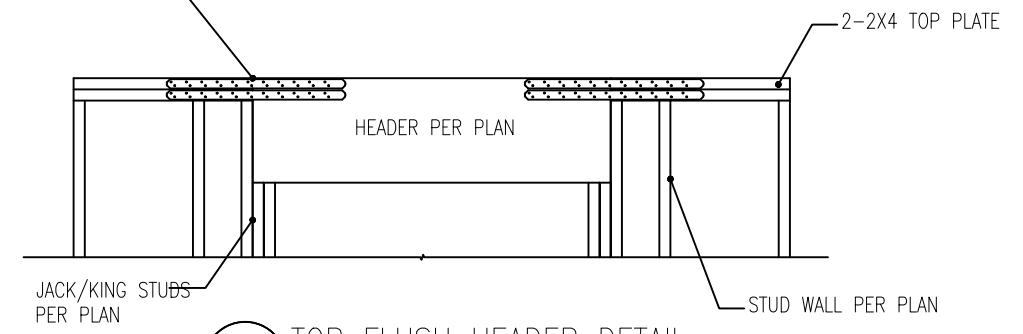 2-2X4 TOP PLATE
HEADER PER PLAN
JACK/KING STUDS
PER PLAN
STUD WALL PER PLAN
TOP FLUSH HEADER DETAIL